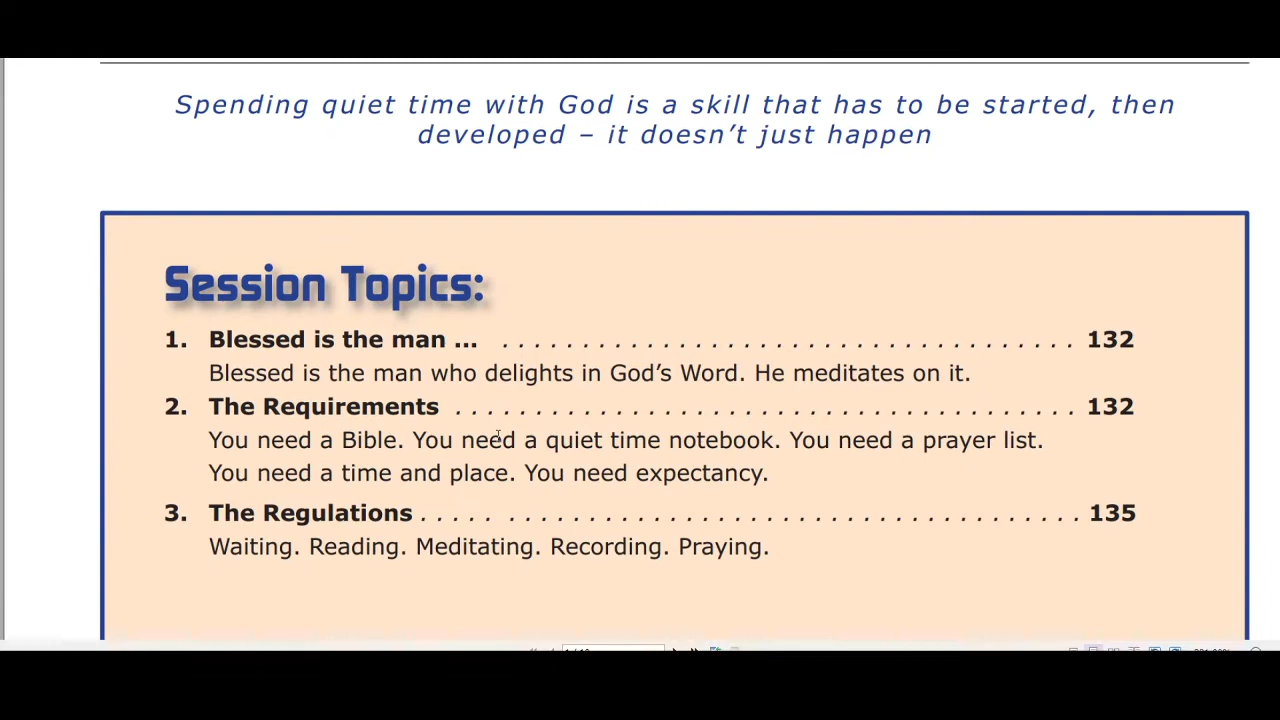 Spending quiet time with God is a skill that has to be started, then
developed – it doesn’t just happen
Session Topics:
1. Blessed is the man ... . . . . . . . . . . . . . . . . . . . . . . . . . . . . . . . . . . . . . 132
Blessed is the man who delights in God’s Word. He meditates on it.
2. The Requirements . . . . . . . . . . . . . . . . . . . . . . . . . . . . . . . . . . . . . . . . 132
You need a Bible. You need a quiet time notebook. You need a prayer list.
You need a time and place. You need expectancy.
3. The Regulations . . . . . . . . . . . . . . . . . . . . . . . . . . . . . . . . . . . . . . . . . . 135
Waiting. Reading. Meditating. Recording. Praying.